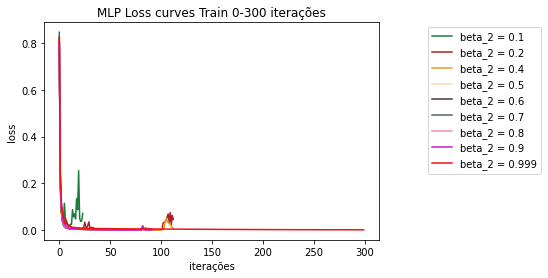 MLP Loss curves Train 0-300 iterações
loss
0.8
0.6
0.4
0.2
0.0
0
50
100
150
200
250
300
iterações
beta_2 = 0.1
beta_2 = 0.2
beta_2 = 0.4
beta_2 = 0.5
beta_2 = 0.6
beta_2 = 0.7
beta_2 = 0.8
beta_2 = 0.9
beta_2 = 0.999